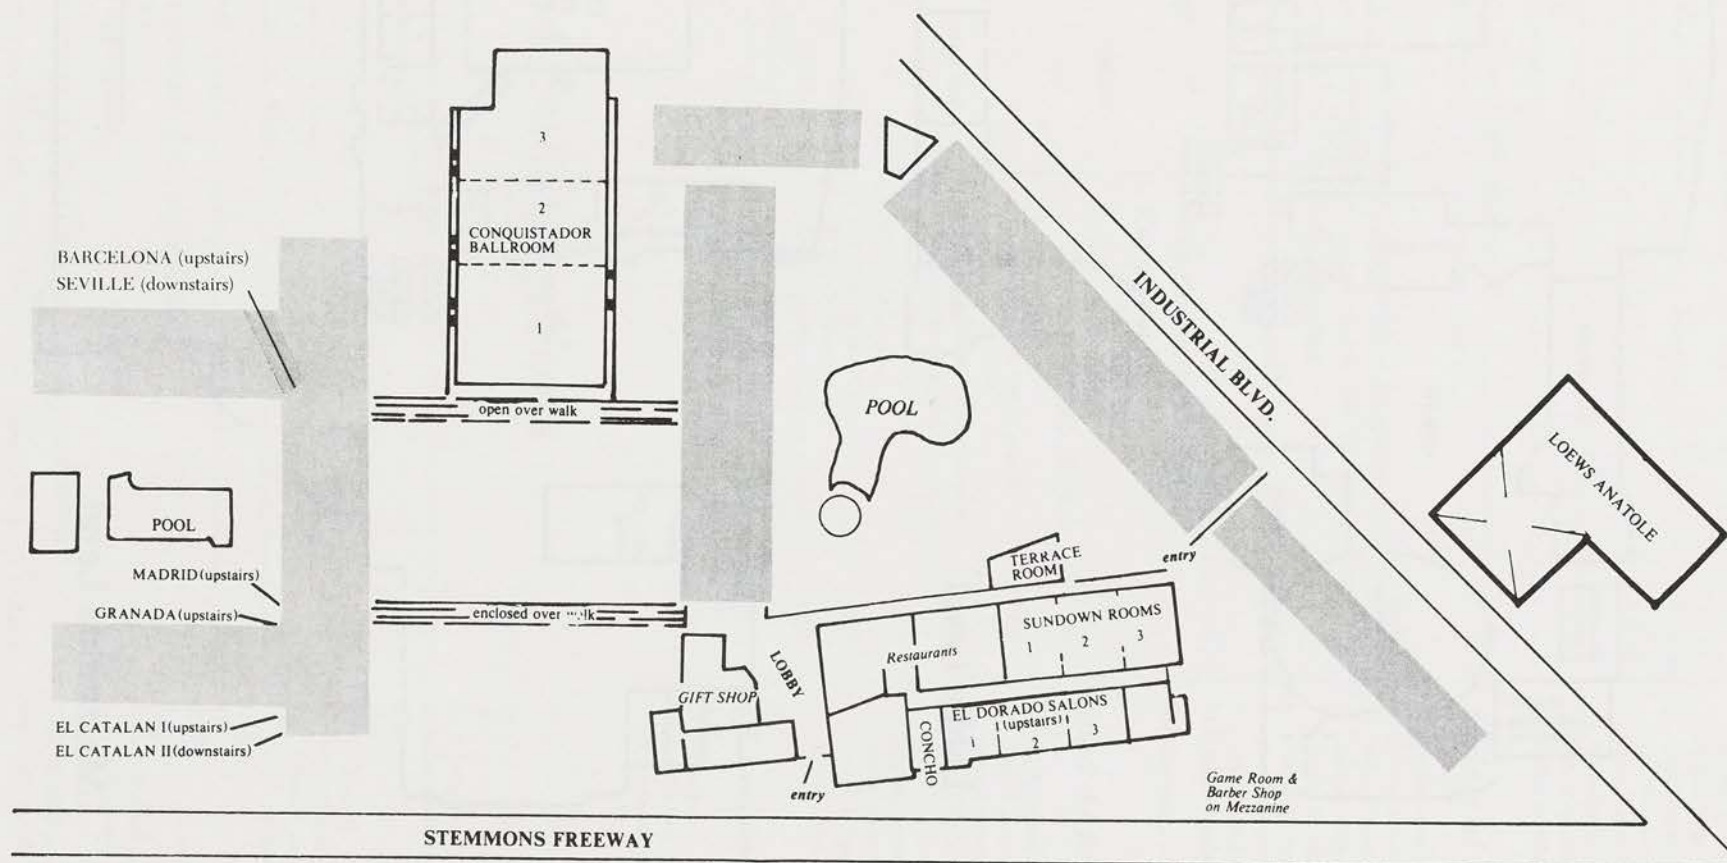 3
2
CONQUISTADOR
BALLROOM
1
BARCELONA (upstairs)
SEVILLE (downstairs)
open over walk
POOL
INDUSTRIAL BLVD.
LOEWS ANATOLE
POOL
MADRID (upstairs)
GRANADA (upstairs)
enclosed over
TERRACE
ROOM
entry
SUNDOWN ROOMS
1 2 3
Restaurants
LOBBY
GIFT SHOP
EL DORADO SALONS
(upstairs)
1 2 3
CONCHO
EL CATALAN I (upstairs)
EL CATALAN II (downstairs)
entry
Game Room &
Barber Shop
on Mezzanine
STEMMONS FREEWAY